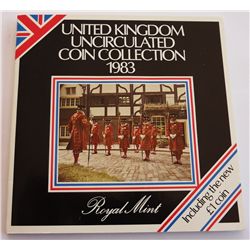 UNITED KINGDOM
UNCIRCULATED
COIN COLLECTION
1983
Royal Mint
Including the new
£1 coin